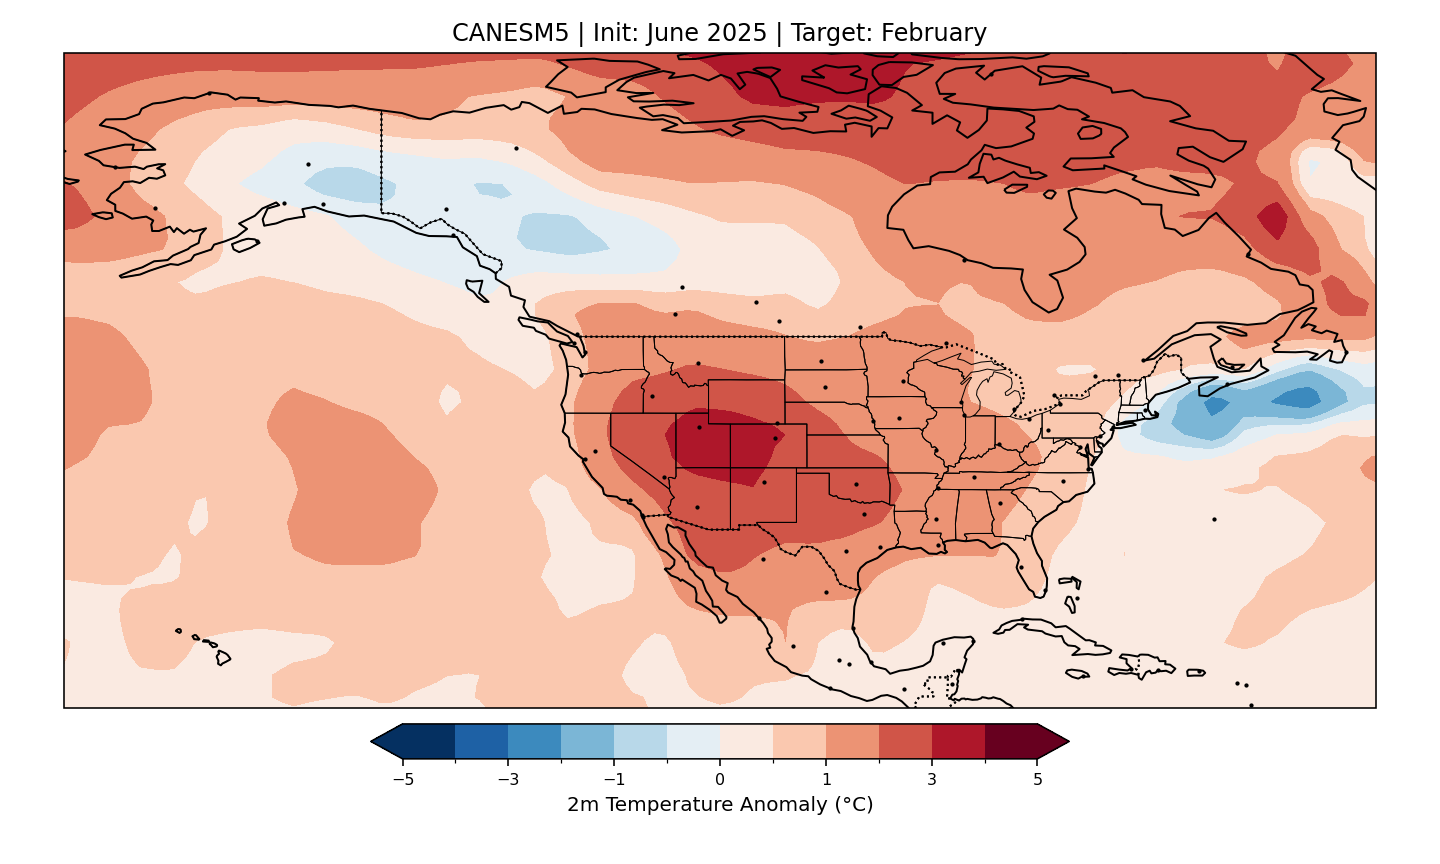 CANESM5 | Init: June 2025 | Target: February
−5 −3 −1 0 1 3 5
2m Temperature Anomaly (°C)